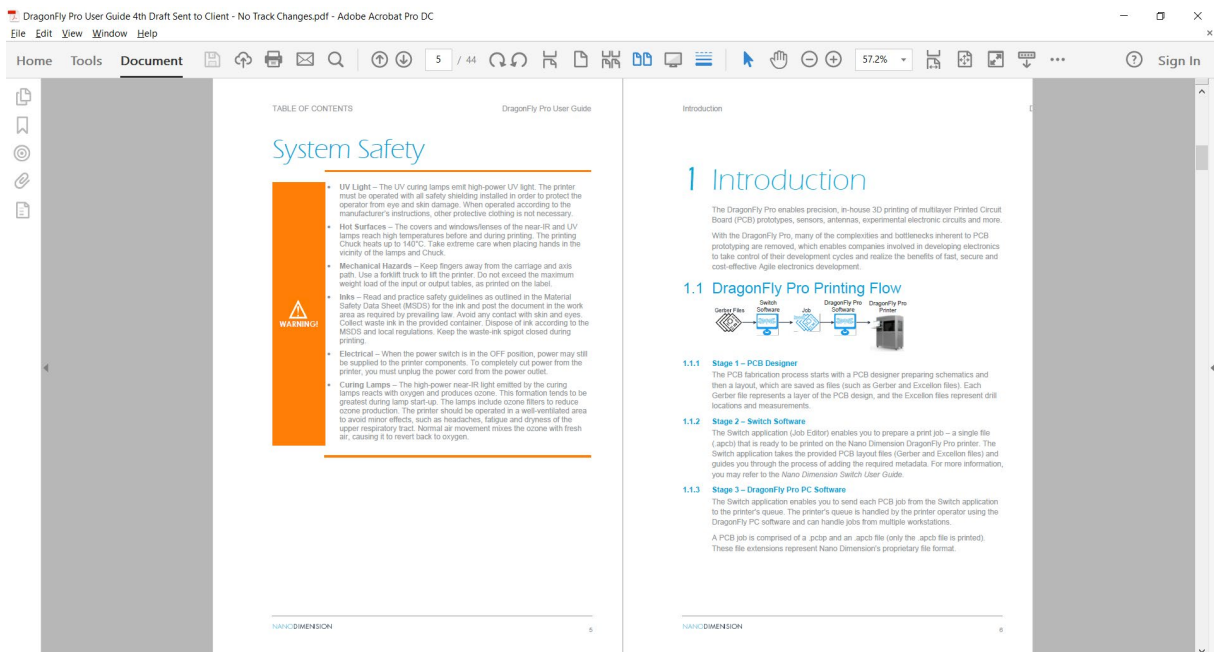 DragonFly Pro User Guide 4th Draft Sent to Client - No Track Changes.pdf - Adobe Acrobat Pro DC
File Edit View Window Help
Home Tools Document 5 / 44 57.2% Sign In
TABLE OF CONTENTS DragonFly Pro User Guide
System Safety
WARNING!
• UV Light – The UV curing lamps emit high-power UV light. The printer
must be operated with all safety shielding installed in order to protect the
operator from eye and skin damage. When operated according to the
manufacturer's instructions, other protective clothing is not necessary.
• Hot Surfaces – The covers and windows/lenses of the near-IR and UV
lamps reach high temperatures before and during printing. The printing
Chuck heats up to 140°C. Take extreme care when placing hands in the
vicinity of the lamps and Chuck.
• Mechanical Hazards – Keep fingers away from the carriage and axis
path. Use a forklift truck to lift the printer. Do not exceed the maximum
weight load of the input or output tables, as printed on the label.
• Inks – Read and practice safety guidelines as outlined in the Material
Safety Data Sheet (MSDS) for the ink and post the document in the work
area as required by prevailing law. Avoid any contact with skin and eyes.
Collect waste ink in the provided container. Dispose of ink according to the
MSDS and local regulations. Keep the waste-ink spigot closed during
printing.
• Electrical – When the power switch is in the OFF position, power may still
be supplied to the printer components. To completely cut power from the
printer, you must unplug the power cord from the power outlet.
• Curing Lamps – The high-power near-IR light emitted by the curing
lamps reacts with oxygen and produces ozone. This formation tends to be
greatest during lamp start-up. The lamps include ozone filters to reduce
ozone production. The printer should be operated in a well-ventilated area
to avoid minor effects, such as headaches, fatigue and dryness of the
upper respiratory tract. Normal air movement mixes the ozone with fresh
air, causing it to revert back to oxygen.
NANODIMENSION 5
Introduction
1 Introduction
The DragonFly Pro enables precision, in-house 3D printing of multilayer Printed Circuit
Board (PCB) prototypes, sensors, antennas, experimental electronic circuits and more.
With the DragonFly Pro, many of the complexities and bottlenecks inherent to PCB
prototyping are removed, which enables companies involved in developing electronics
to take control of their development cycles and realize the benefits of fast, secure and
cost-effective Agile electronics development.
1.1 DragonFly Pro Printing Flow
Gerber Files
Switch
Software
Job
DragonFly Pro
Software
DragonFly Pro
Printer
1.1.1 Stage 1 – PCB Designer
The PCB fabrication process starts with a PCB designer preparing schematics and
then a layout, which are saved as files (such as Gerber and Excellon files). Each
Gerber file represents a layer of the PCB design, and the Excellon files represent drill
locations and measurements.
1.1.2 Stage 2 – Switch Software
The Switch application (Job Editor) enables you to prepare a print job – a single file
(.apcb) that is ready to be printed on the Nano Dimension DragonFly Pro printer. The
Switch application takes the provided PCB layout files (Gerber and Excellon files) and
guides you through the process of adding the required metadata. For more information,
you may refer to the Nano Dimension Switch User Guide.
1.1.3 Stage 3 – DragonFly Pro PC Software
The Switch application enables you to send each PCB job from the Switch application
to the printer's queue. The printer's queue is handled by the printer operator using the
DragonFly PC software and can handle jobs from multiple workstations.
A PCB job is comprised of a .pcbp and an .apcb file (only the .apcb file is printed).
These file extensions represent Nano Dimension's proprietary file format.
NANODIMENSION 6